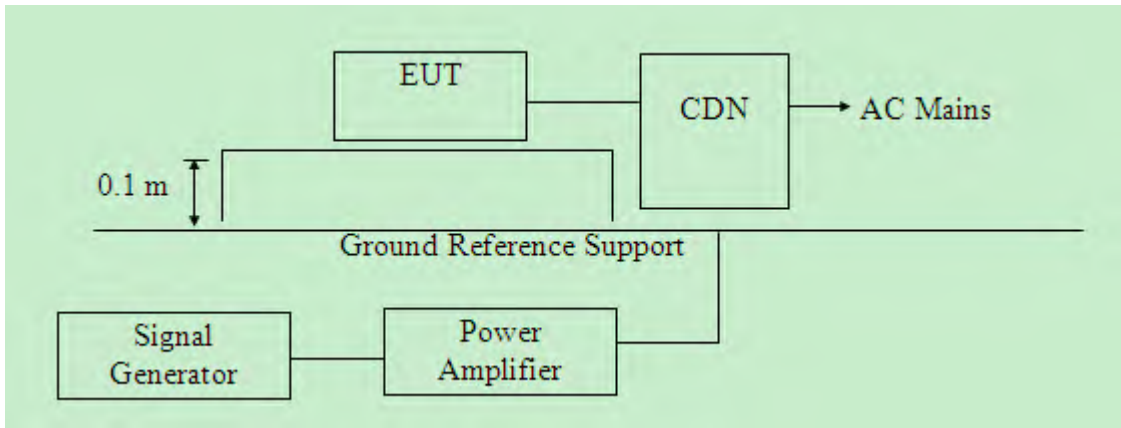 EUT
CDN
AC Mains
0.1 m
Ground Reference Support
Signal
Generator
Power
Amplifier